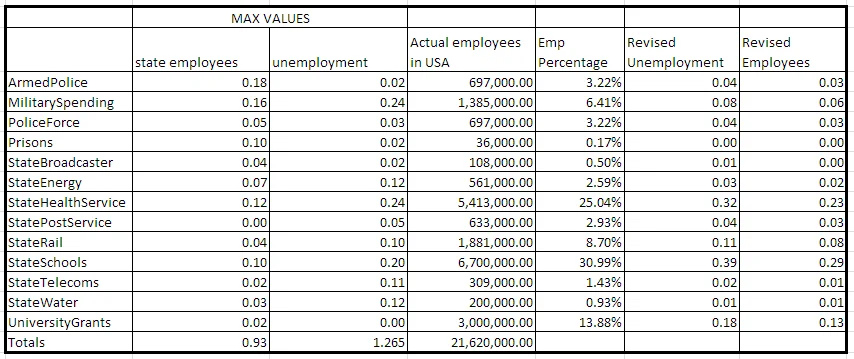 MAX VALUES
state employees unemployment Actual employees in USA Emp Percentage Revised Unemployment Revised Employees
ArmedPolice 0.18 0.02 697,000.00 3.22% 0.04 0.03
MilitarySpending 0.16 0.24 1,385,000.00 6.41% 0.08 0.06
PoliceForce 0.05 0.03 697,000.00 3.22% 0.04 0.03
Prisons 0.10 0.02 36,000.00 0.17% 0.00 0.00
StateBroadcaster 0.04 0.02 108,000.00 0.50% 0.01 0.00
StateEnergy 0.07 0.12 561,000.00 2.59% 0.03 0.02
StateHealthService 0.12 0.24 5,413,000.00 25.04% 0.32 0.23
StatePostService 0.00 0.05 633,000.00 2.93% 0.04 0.03
StateRail 0.04 0.10 1,881,000.00 8.70% 0.11 0.08
StateSchools 0.10 0.20 6,700,000.00 30.99% 0.39 0.29
StateTelecoms 0.02 0.11 309,000.00 1.43% 0.02 0.01
StateWater 0.03 0.12 200,000.00 0.93% 0.01 0.01
UniversityGrants 0.02 0.00 3,000,000.00 13.88% 0.18 0.13
Totals 0.93 1.265 21,620,000.00